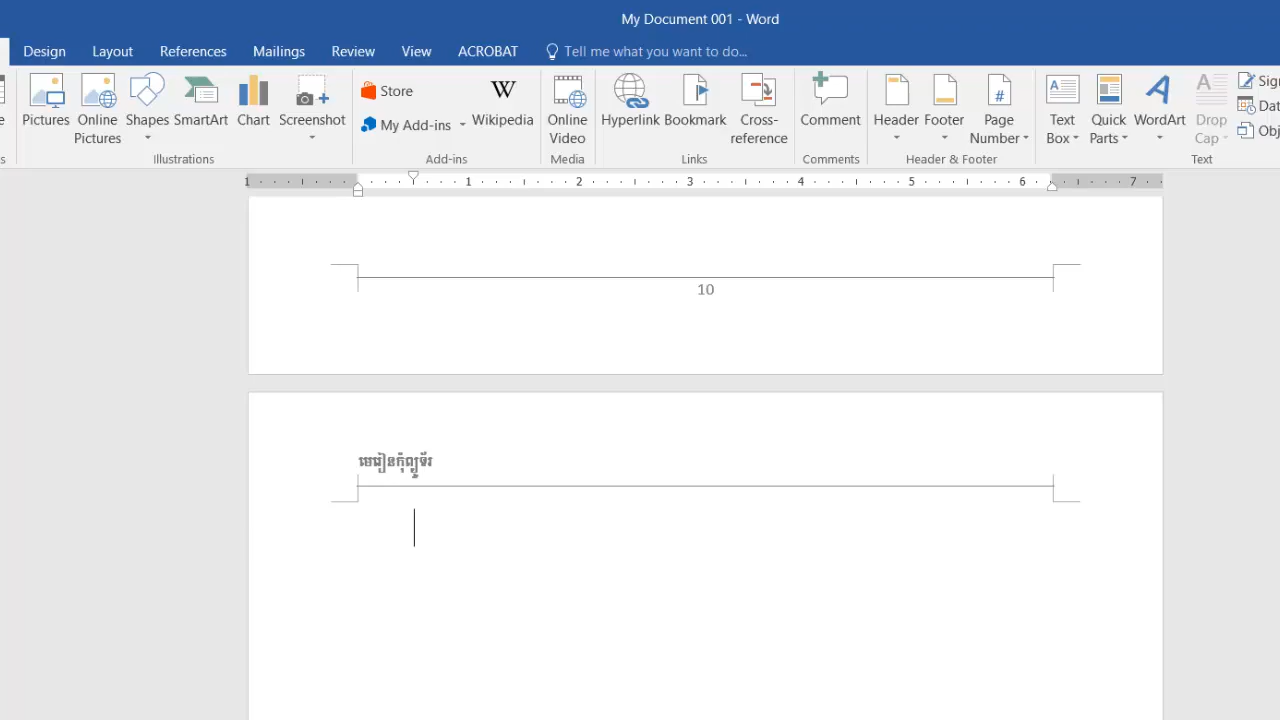 My Document 001 - Word
Design Layout References Mailings Review View ACROBAT Tell me what you want to do...
Pictures Online Pictures Shapes SmartArt Chart Screenshot
Illustrations
Store
My Add-ins
W
Wikipedia
Add-ins
Online Video
Media
Hyperlink Bookmark Cross-reference
Links
Comment
Comments
Header Footer Page Number
Header & Footer
Text Box Quick Parts WordArt Drop Cap
Text
1 1 2 3 4 5 6 7
10
មេរៀនកុំព្យូទ័រ